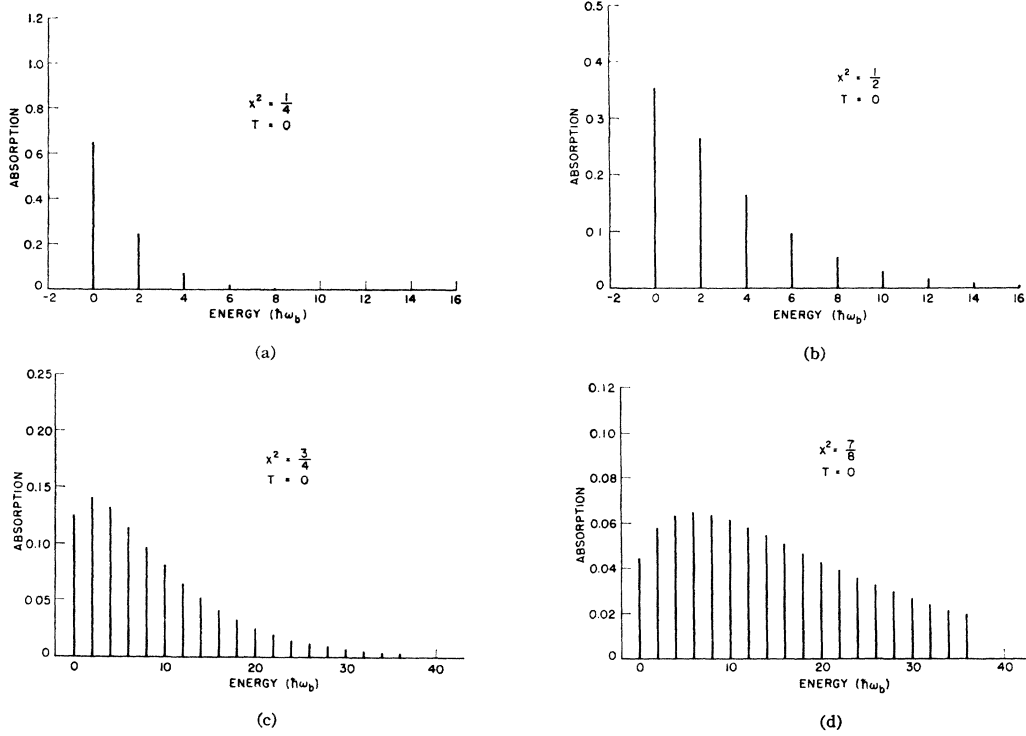 1.2
1.0
0.8
0.6
0.4
0.2
0
ABSORPTION
x² = 1/4
T = 0
-2 0 2 4 6 8 10 12 14 16
ENERGY (ħω_b)
(a)
0.5
0.4
0.3
0.2
0.1
0
ABSORPTION
x² = 1/2
T = 0
-2 0 2 4 6 8 10 12 14 16
ENERGY (ħω_b)
(b)
0.25
0.20
0.15
0.10
0.05
0
ABSORPTION
x² = 3/4
T = 0
0 10 20 30 40
ENERGY (ħω_b)
(c)
0.12
0.10
0.08
0.06
0.04
0.02
0
ABSORPTION
x² = 7/8
T = 0
0 10 20 30 40
ENERGY (ħω_b)
(d)